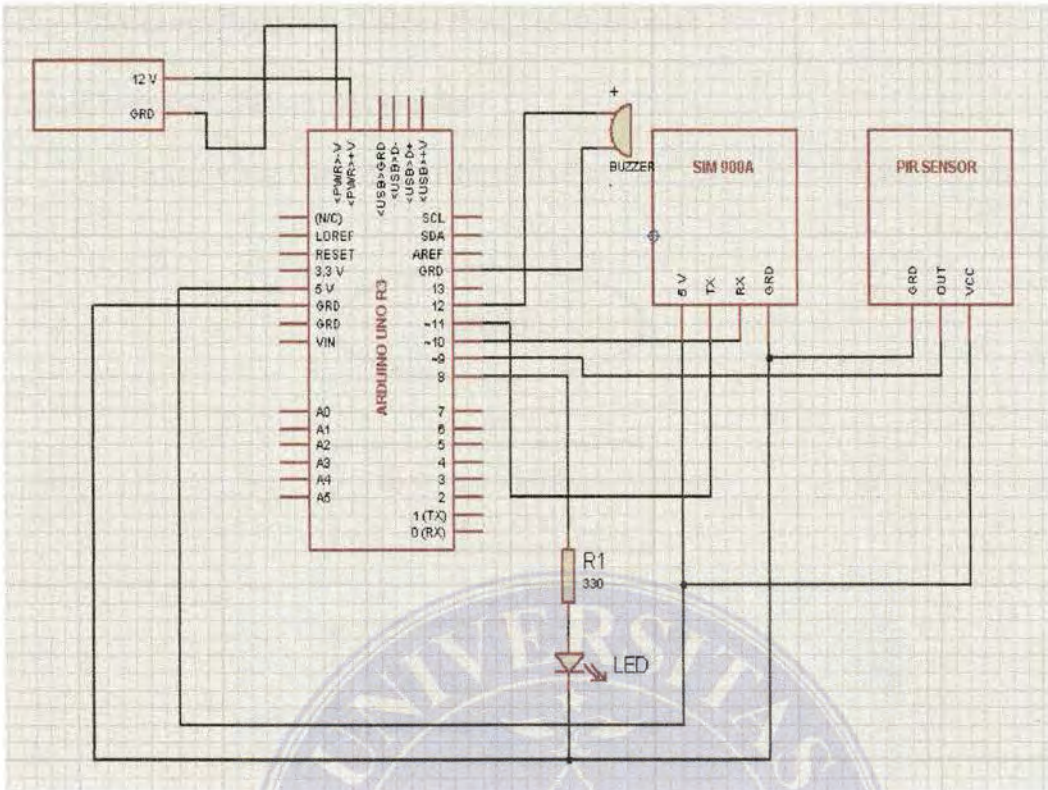 12 V
GRD
<PWR>-V
<PWR>+V
<USB>GRD
<USB>D-
<USB>D+
<USB>+V
(N/C)
LOREF
RESET
3.3 V
5 V
GRD
GRD
VIN
A0
A1
A2
A3
A4
A5
ARDUINO UNO R3
SCL
SDA
AREF
GRD
13
12
~11
~10
~9
8
7
6
5
4
3
2
1 (TX)
0 (RX)
+
BUZZER
SIM 900A
5 V
TX
RX
GRD
PIR SENSOR
GRD
OUT
VCC
R1
330
LED
UNIVERSITAS